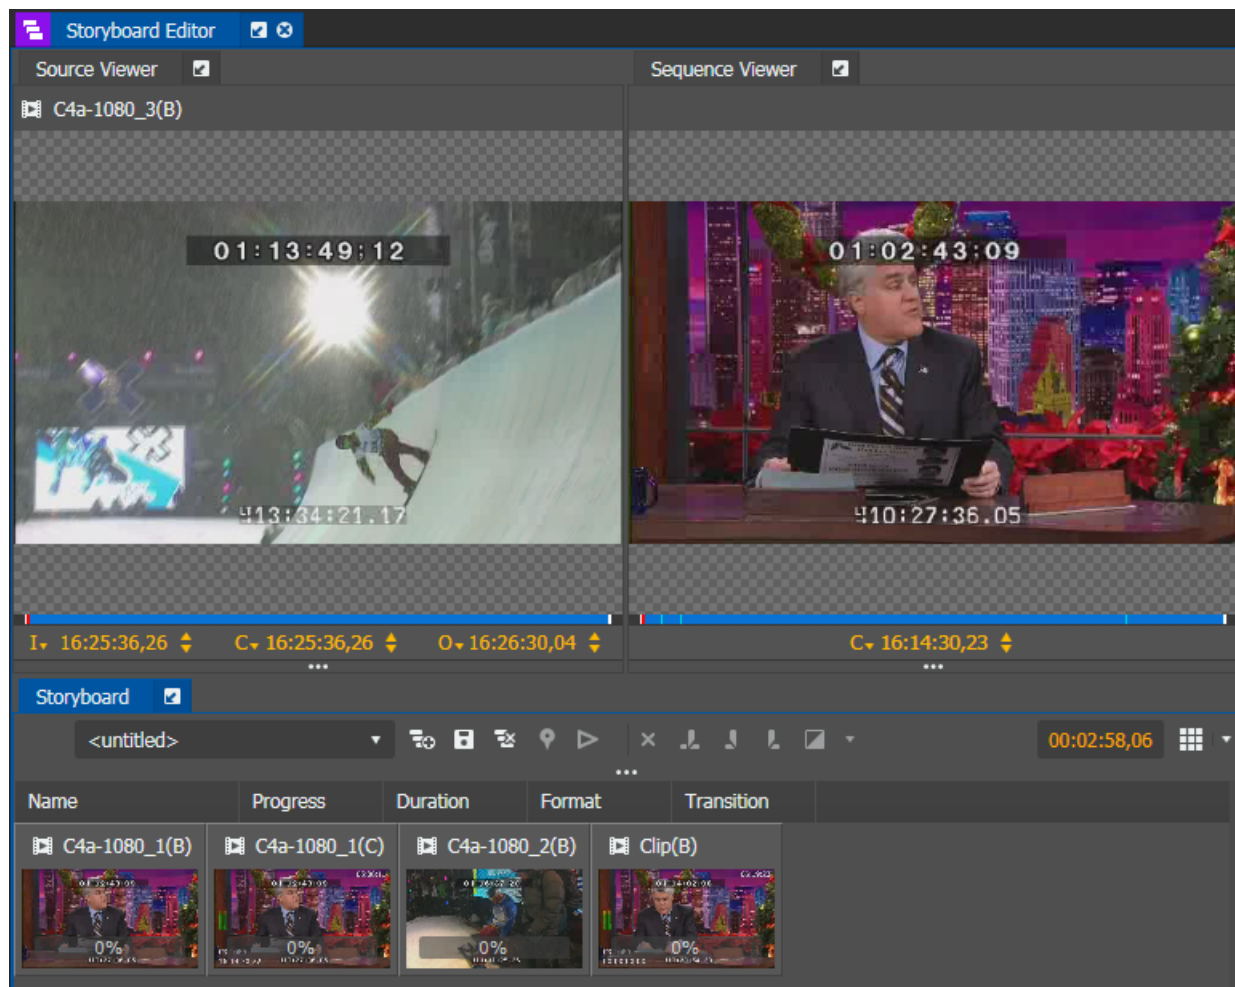 Storyboard Editor
Source Viewer
Sequence Viewer
C4a-1080_3(B)
01:13:49;12
01:02:43;09
413:34:21.17
410:27:36.05
I 16:25:36,26 C 16:25:36,26 O 16:26:30,04
C 16:14:30,23
Storyboard
<untitled>
00:02:58,06
Name Progress Duration Format Transition
C4a-1080_1(B) C4a-1080_1(C) C4a-1080_2(B) Clip(B)
0% 0% 0% 0%